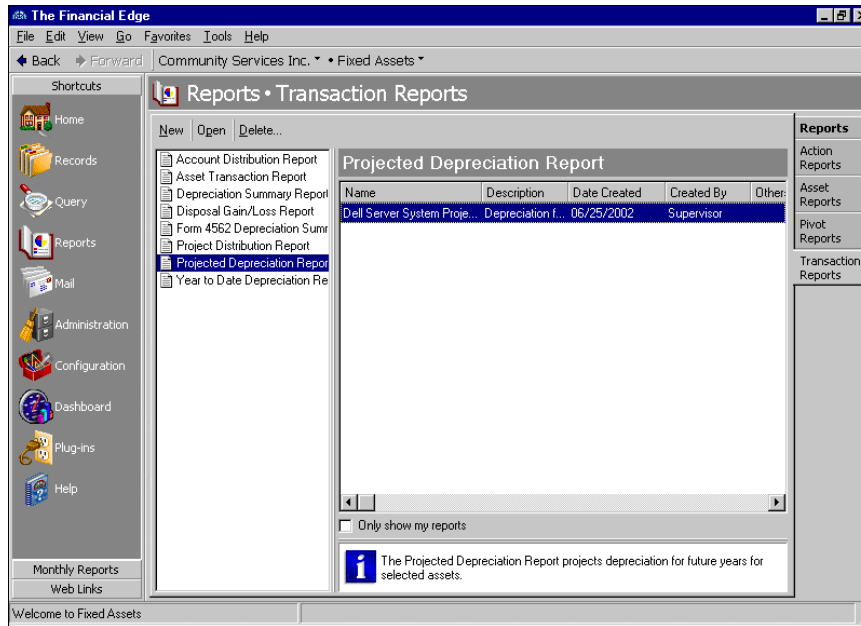 The Financial Edge
File Edit View Go Favorites Tools Help
Back Forward Community Services Inc. • Fixed Assets
Shortcuts
Home
Records
Query
Reports
Mail
Administration
Configuration
Dashboard
Plug-ins
Help
Monthly Reports
Web Links
Reports • Transaction Reports
New Open Delete...
Account Distribution Report
Asset Transaction Report
Depreciation Summary Report
Disposal Gain/Loss Report
Form 4562 Depreciation Summ
Project Distribution Report
Projected Depreciation Repor
Year to Date Depreciation Re
Projected Depreciation Report
Name Description Date Created Created By Other
Dell Server System Proje... Depreciation f... 06/25/2002 Supervisor
Only show my reports
The Projected Depreciation Report projects depreciation for future years for
selected assets.
Reports
Action
Reports
Asset
Reports
Pivot
Reports
Transaction
Reports
Welcome to Fixed Assets